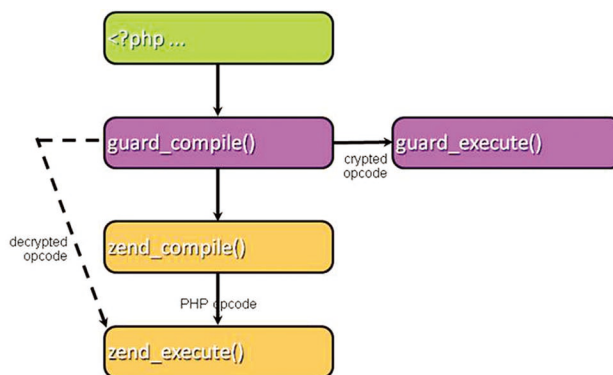 <?php ...
guard_compile()
guard_execute()
crypted
opcode
decrypted
opcode
zend_compile()
PHP opcode
zend_execute()